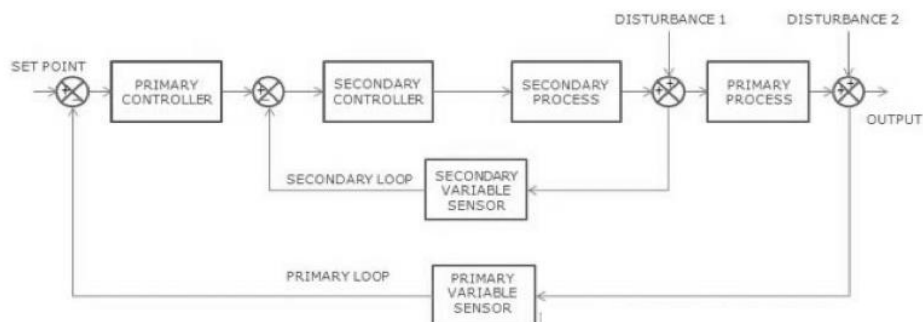 DISTURBANCE 1
DISTURBANCE 2
SET POINT
PRIMARY
CONTROLLER
SECONDARY
CONTROLLER
SECONDARY
PROCESS
PRIMARY
PROCESS
OUTPUT
SECONDARY LOOP
SECONDARY
VARIABLE
SENSOR
PRIMARY LOOP
PRIMARY
VARIABLE
SENSOR